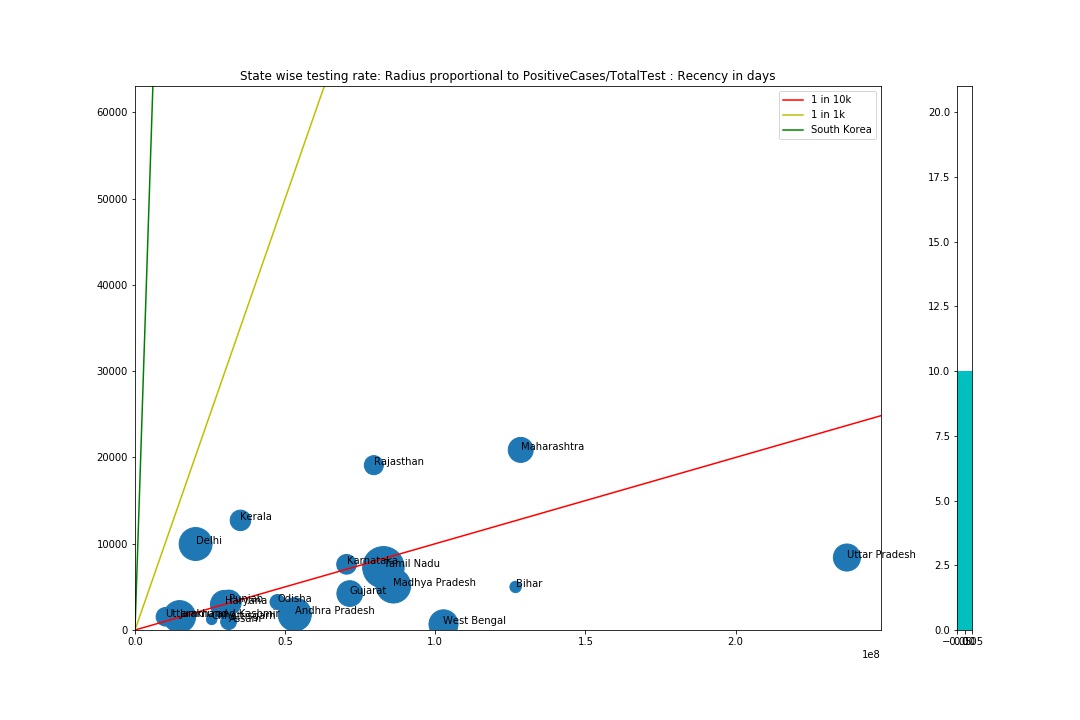 State wise testing rate: Radius proportional to PositiveCases/TotalTest : Recency in days
1 in 10k
1 in 1k
South Korea
60000
50000
40000
30000
20000
10000
0
20.0
17.5
15.0
12.5
10.0
7.5
5.0
2.5
0.0
Maharashtra
Rajasthan
Kerala
Delhi
Karnataka
Tamil Nadu
Uttar Pradesh
Madhya Pradesh
Bihar
Gujarat
Odisha
Punjab
Haryana
Andhra Pradesh
West Bengal
Assam
0.0
0.5
1.0
1.5
2.0
1e8